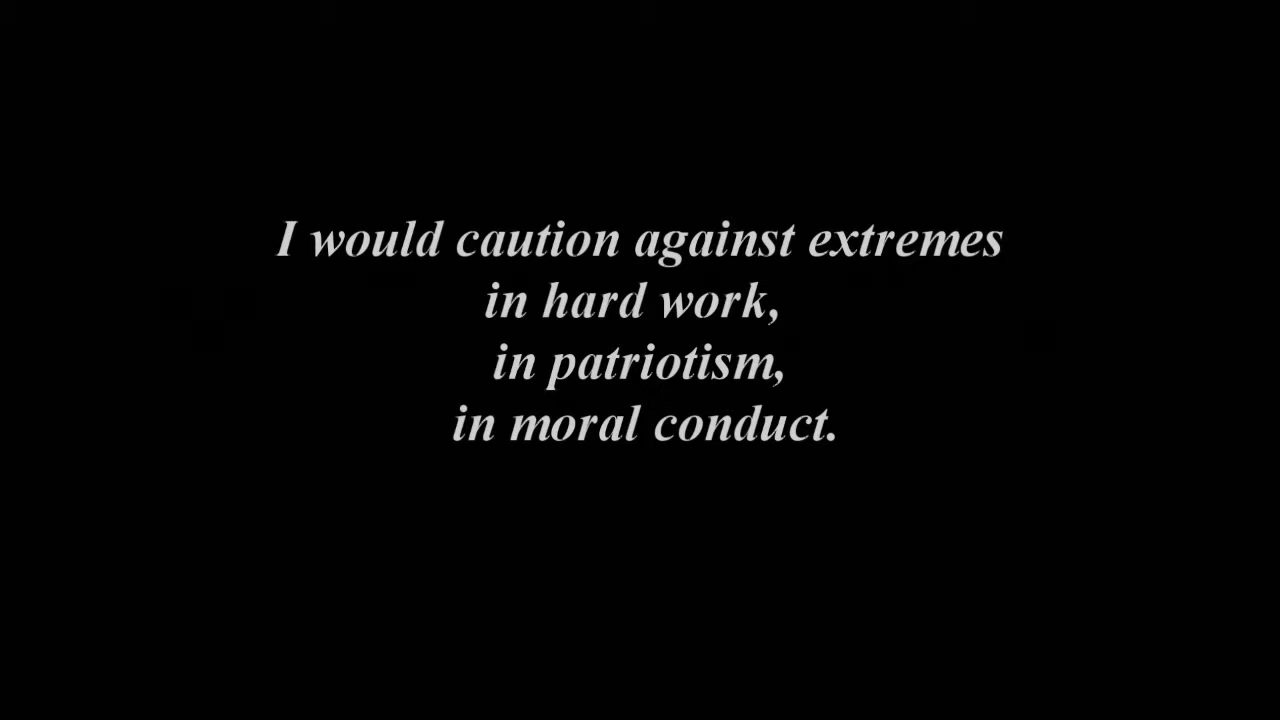 I would caution against extremes
in hard work,
in patriotism,
in moral conduct.